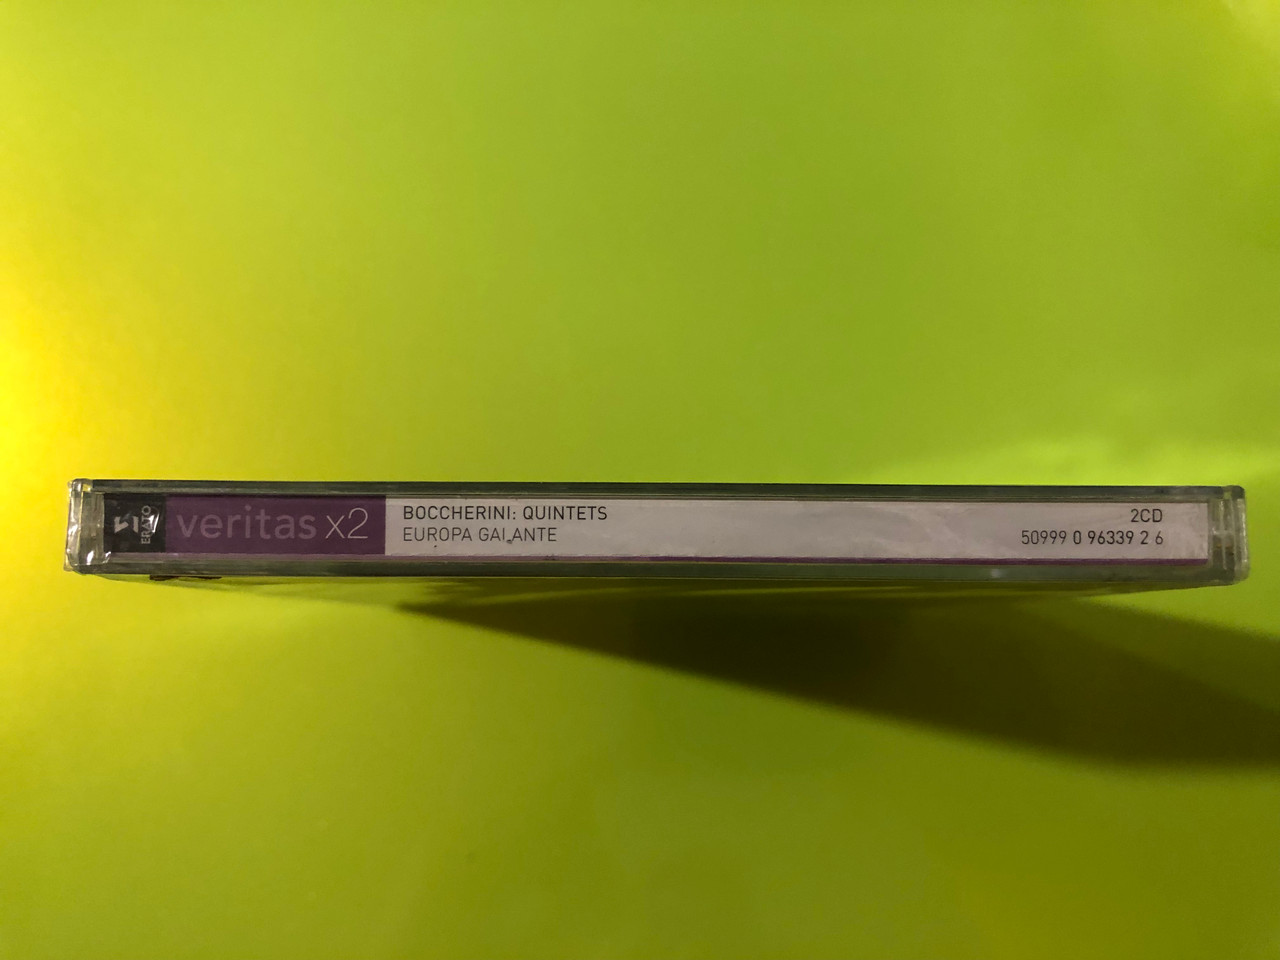 ERATO
veritas x2
BOCCHERINI: QUINTETS
EUROPA GALANTE
2CD
50999 0 96339 2 6